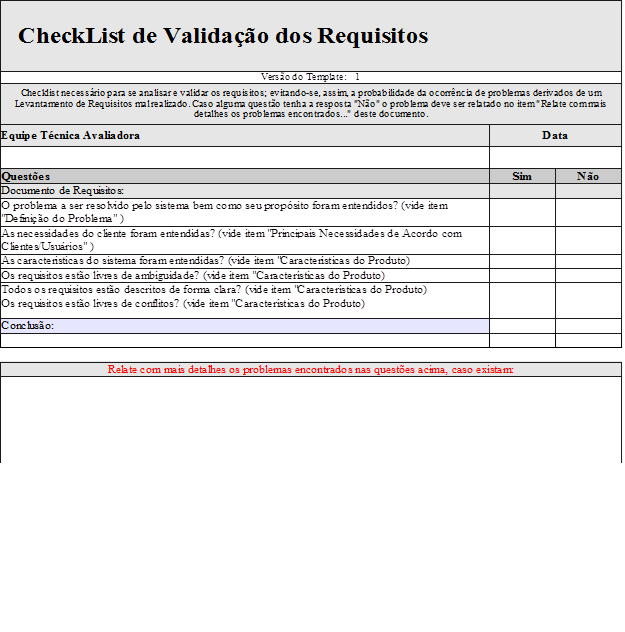 CheckList de Validação dos Requisitos
Versão do Template: 1
Checklist necessário para se analisar e validar os requisitos; evitando-se, assim, a probabilidade da ocorrência de problemas derivados de um
Levantamento de Requisitos mal realizado. Caso alguma questão tenha a resposta "Não" o problema deve ser relatado no item "Relate com mais
detalhes os problemas encontrados..." deste documento.
Equipe Técnica Avaliadora Data
Questões Sim Não
Documento de Requisitos:
O problema a ser resolvido pelo sistema bem como seu propósito foram entendidos? (vide item
"Definição do Problema" )
As necessidades do cliente foram entendidas? (vide item "Principais Necessidades de Acordo com
Clientes/Usuários" )
As características do sistema foram entendidas? (vide item "Características do Produto)
Os requisitos estão livres de ambiguidade? (vide item "Características do Produto)
Todos os requisitos estão descritos de forma clara? (vide item "Características do Produto)
Os requisitos estão livres de conflitos? (vide item "Características do Produto)
Conclusão:
Relate com mais detalhes os problemas encontrados nas questões acima, caso existam: